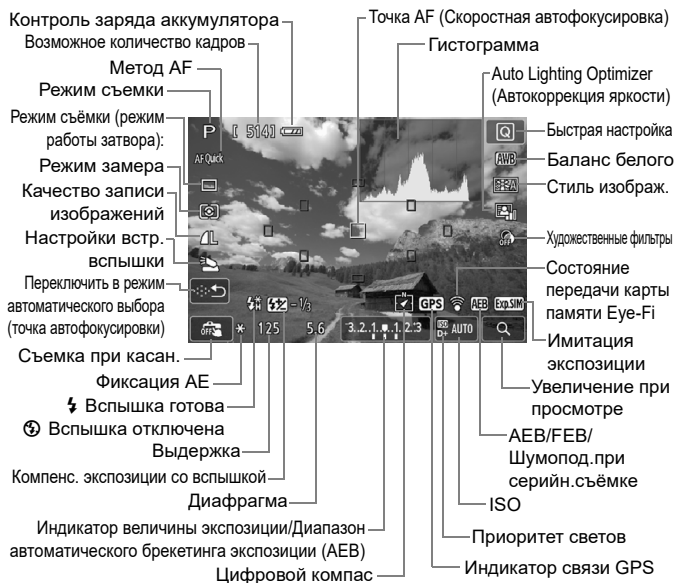 Контроль заряда аккумулятора
Возможное количество кадров
Метод AF
Режим съемки
Режим съёмки (режим
работы затвора):
Режим замера
Качество записи
изображений
Настройки встр.
вспышки
Переключить в режим
автоматического выбора
(точка автофокусировки)
Съемка при касан.
Фиксация AE
Вспышка готова
Вспышка отключена
Выдержка
Компенс. экспозиции со вспышкой
Диафрагма
Индикатор величины экспозиции/Диапазон
автоматического брекетинга экспозиции (AEB)
Цифровой компас
Точка AF (Скоростная автофокусировка)
Гистограмма
Auto Lighting Optimizer
(Автокоррекция яркости)
Быстрая настройка
Баланс белого
Стиль изображ.
Художественные фильтры
Состояние
передачи карты
памяти Eye-Fi
Имитация
экспозиции
Увеличение при
просмотре
AEB/FEB/
Шумопод.при
серийн.съёмке
ISO
Приоритет светов
Индикатор связи GPS
P [ 514]
AF Quick
L
Q
AWB
A
OFF
H
-1/3
N
GPS
AEB
Exp.SIM
OFF
* 125 5.6
3..2..1..▼..1..2.:3
ISO D+ AUTO